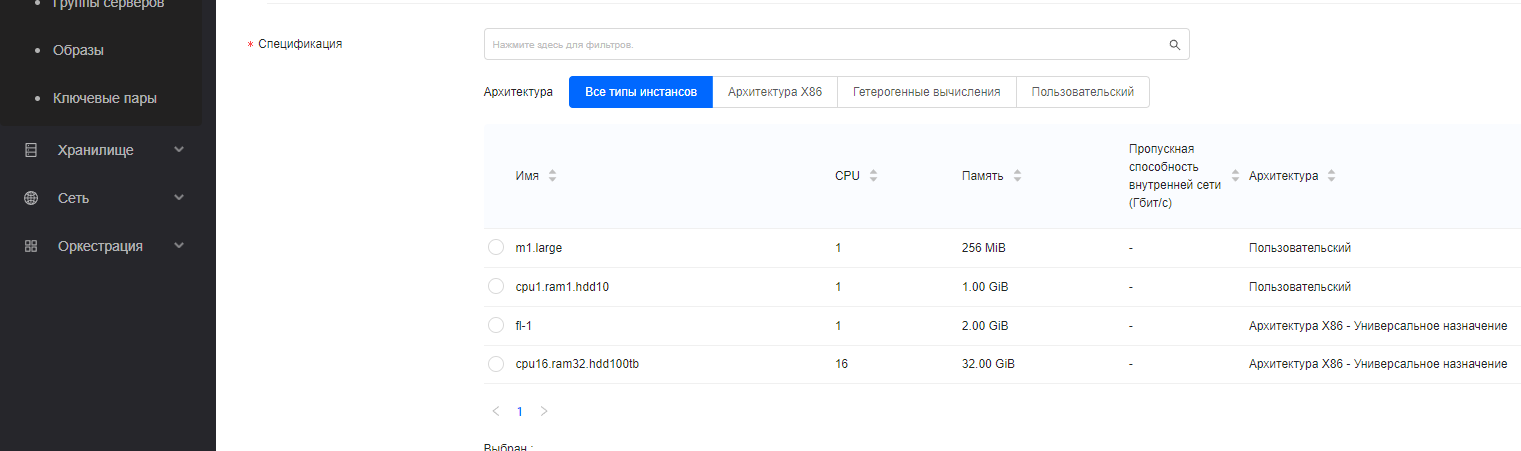 Группы серверов
Образы
Ключевые пары
Хранилище
Сеть
Оркестрация
* Спецификация
Нажмите здесь для фильтров.
Архитектура
Все типы инстансов
Архитектура X86
Гетерогенные вычисления
Пользовательский
Имя
CPU
Память
Пропускная
способность
внутренней сети
(Гбит/с)
Архитектура
m1.large 1 256 MiB - Пользовательский
cpu1.ram1.hdd10 1 1.00 GiB - Пользовательский
fl-1 1 2.00 GiB - Архитектура X86 - Универсальное назначение
cpu16.ram32.hdd100tb 16 32.00 GiB - Архитектура X86 - Универсальное назначение
1
Выбран :